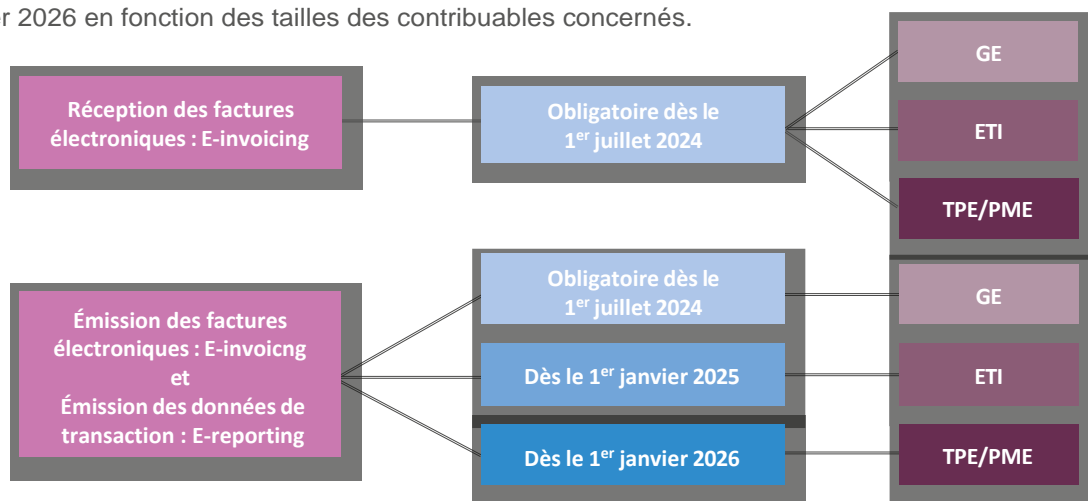 er 2026 en fonction des tailles des contribuables concernés.
Réception des factures
électroniques : E-invoicing
Obligatoire dès le
1er juillet 2024
GE
ETI
TPE/PME
Émission des factures
électroniques : E-invoicng
et
Émission des données de
transaction : E-reporting
Obligatoire dès le
1er juillet 2024
GE
Dès le 1er janvier 2025
ETI
Dès le 1er janvier 2026
TPE/PME